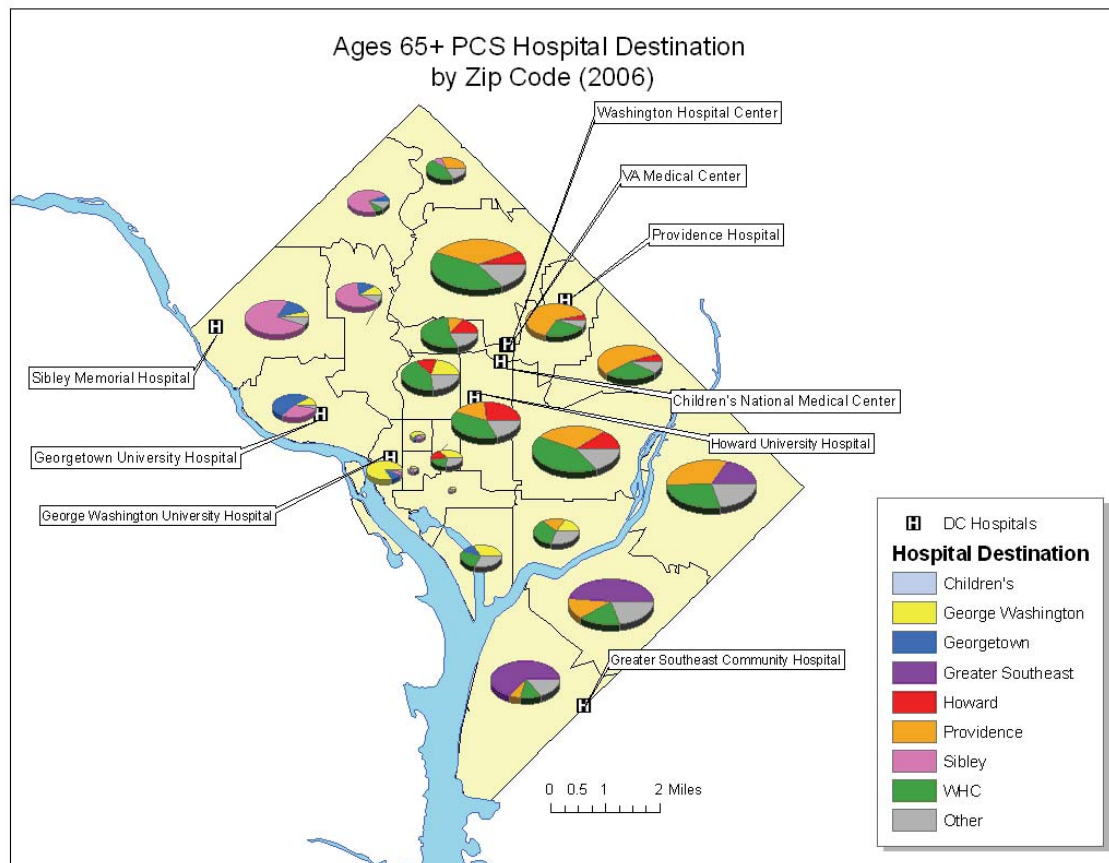 Ages 65+ PCS Hospital Destination
by Zip Code (2006)
Washington Hospital Center
VA Medical Center
Providence Hospital
Sibley Memorial Hospital
Children's National Medical Center
Georgetown University Hospital
Howard University Hospital
George Washington University Hospital
Greater Southeast Community Hospital
0 0.5 1 2 Miles
H DC Hospitals
Hospital Destination
Children's
George Washington
Georgetown
Greater Southeast
Howard
Providence
Sibley
WHC
Other